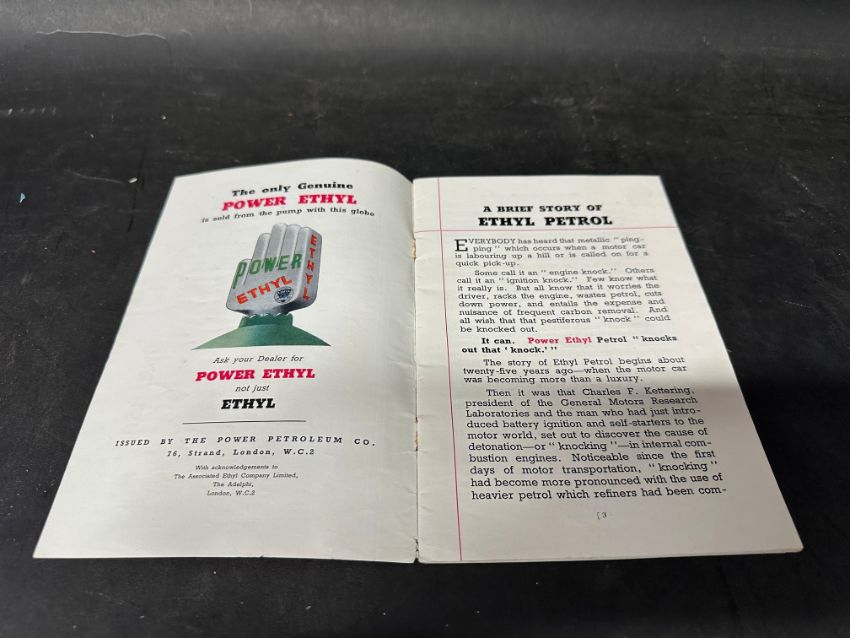 The only Genuine
POWER ETHYL
is sold from the pump with this globe
POWER
ETHYL
ETHYL
Ask your Dealer for
POWER ETHYL
not just
ETHYL
ISSUED BY THE POWER PETROLEUM CO.
76, Strand, London, W.C.2
With acknowledgements to
The Associated Ethyl Company Limited,
The Adelphi,
London, W.C.2
A BRIEF STORY OF
ETHYL PETROL
EVERYBODY has heard that metallic "ping-
ping" which occurs when a motor car
is labouring up a hill or is called on for a
quick pick-up.
Some call it an "engine knock." Others
call it an "ignition knock." Few know what
it really is. But all know that it worries the
driver, racks the engine, wastes petrol, cuts
down power, and entails the expense and
nuisance of frequent carbon removal. And
all wish that that pestiferous "knock" could
be knocked out.
It can. Power Ethyl Petrol "knocks
out that 'knock.'"
The story of Ethyl Petrol begins about
twenty-five years ago—when the motor car
was becoming more than a luxury.
Then it was that Charles F. Kettering,
president of the General Motors Research
Laboratories and the man who had just intro-
duced battery ignition and self-starters to the
motor world, set out to discover the cause of
detonation—or "knocking"—in internal com-
bustion engines. Noticeable since the first
days of motor transportation, "knocking"
had become more pronounced with the use of
heavier petrol which refiners had been com-
[ 3